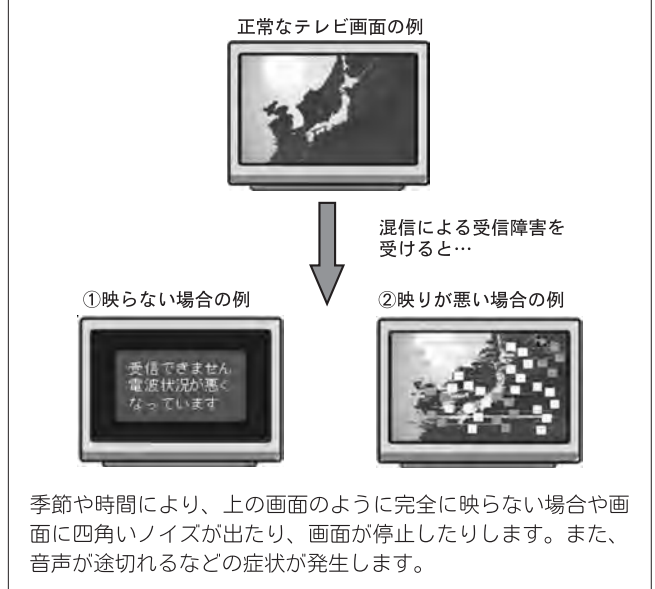 正常なテレビ画面の例
混信による受信障害を
受けると…
①映らない場合の例
②映りが悪い場合の例
受信できません
電波状況が悪く
なっています
季節や時間により、上の画面のように完全に映らない場合や画
面に四角いノイズが出たり、画面が停止したりします。また、
音声が途切れるなどの症状が発生します。